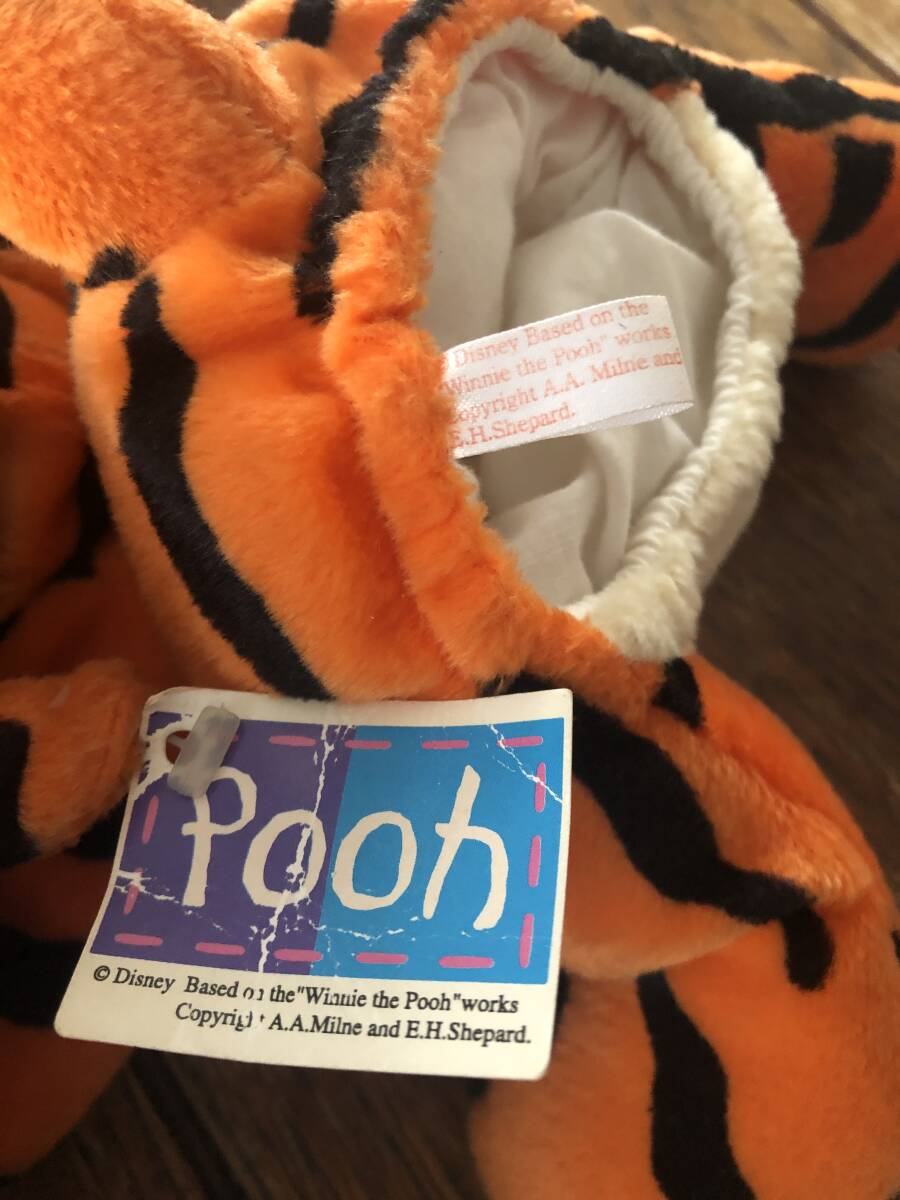 Disney Based on the
Winnie the Pooh" works
Copyright A.A. Milne and
E.H.Shepard.
Pooh
© Disney Based on the "Winnie the Pooh" works
Copyright A.A.Milne and E.H.Shepard.